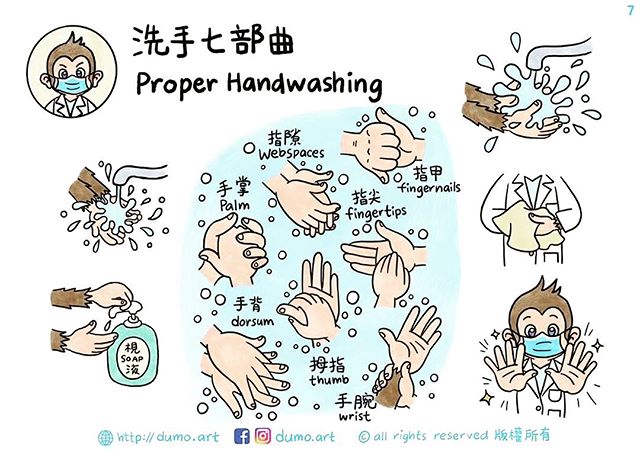 7
洗手七部曲
Proper Handwashing
指隙
Webspaces
指甲
fingernails
手掌
Palm
指尖
fingertips
手背
dorsum
拇指
thumb
手腕
wrist
梘
SOAP
液
http://dumo.art
dumo.art
© all rights reserved 版權所有